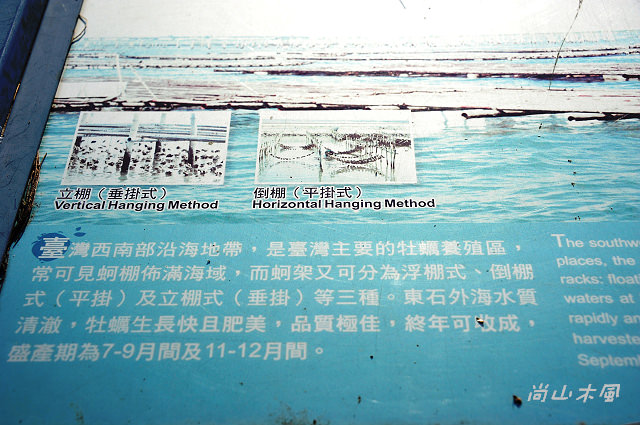 立棚（垂掛式）
Vertical Hanging Method
倒棚（平掛式）
Horizontal Hanging Method
臺灣西南部沿海地帶，是臺灣主要的牡蠣養殖區，
常可見蚵棚佈滿海域，而蚵架又可分為浮棚式、倒棚
式（平掛）及立棚式（垂掛）等三種。東石外海水質
清澈，牡蠣生長快且肥美，品質極佳，終年可收成，
盛產期為7-9月間及11-12月間。
The southw
places, the
racks: float
waters at
rapidly an
harveste
Septem
尚山木風